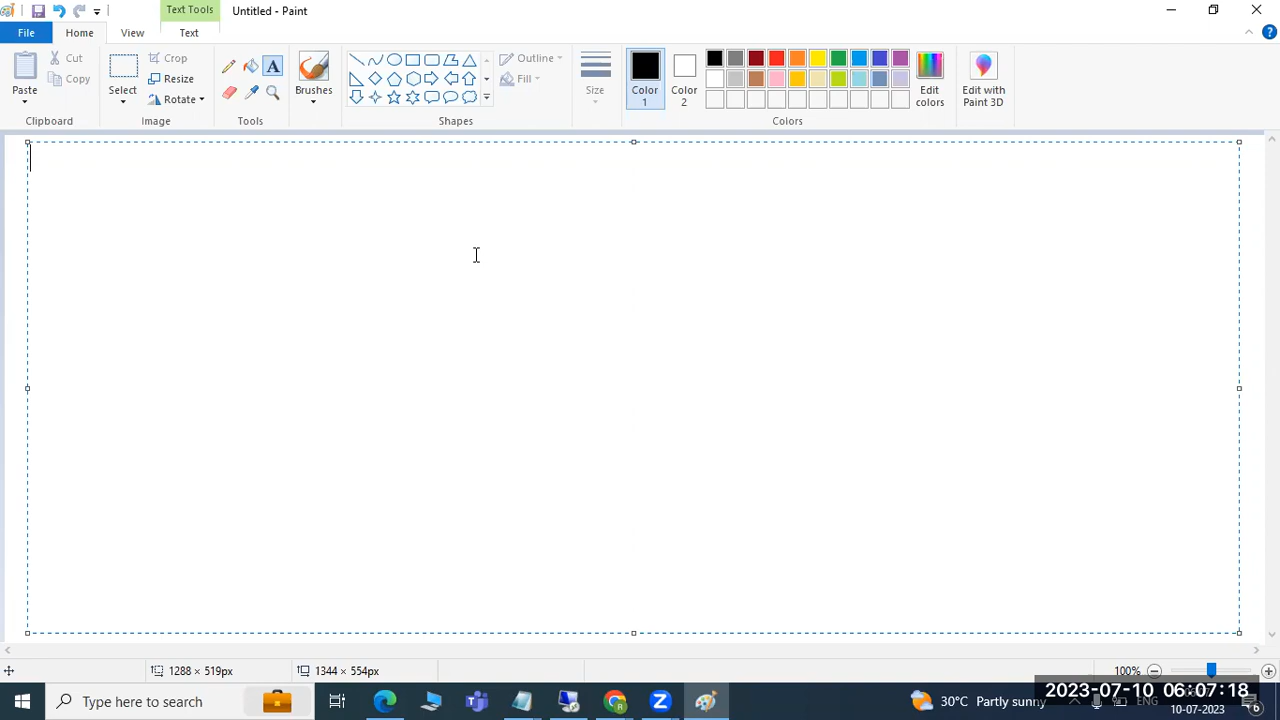 Text Tools
Untitled - Paint
File
Home
View
Text
Paste
Cut
Copy
Clipboard
Select
Crop
Resize
Rotate
Image
A
Tools
Brushes
Shapes
Outline
Fill
Size
Color 1
Color 2
Edit colors
Colors
Edit with Paint 3D
1288 × 519px
1344 × 554px
100%
Type here to search
30°C Partly sunny
ENG
2023-07-10 06:07:18
10-07-2023